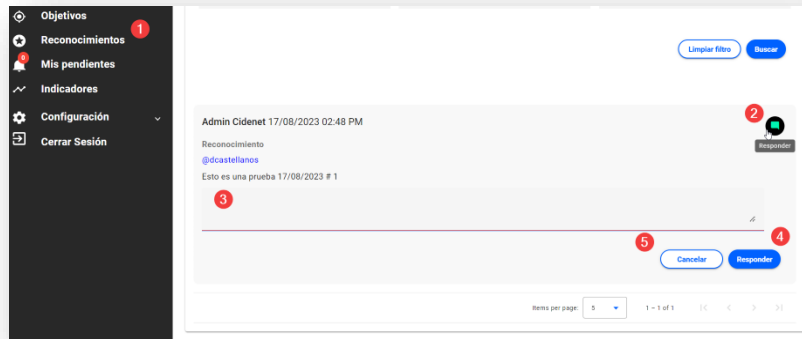 Objetivos
Reconocimientos
1
0
Mis pendientes
Indicadores
Configuración
Cerrar Sesión
Limpiar filtro
Buscar
Admin Cidenet 17/08/2023 02:48 PM
2
Responder
Reconocimiento
@dcastellanos
Esto es una prueba 17/08/2023 # 1
3
5
4
Cancelar
Responder
Items per page: 5
1 – 1 of 1